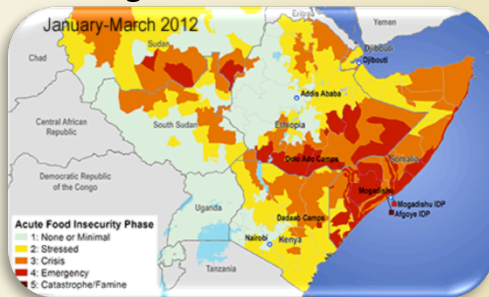 January-March 2012
Eritrea
Yemen
Chad
Sudan
Djibouti
Djibouti
Addis Ababa
Central African
Republic
South Sudan
Ethiopia
Dolo Ado Camps
Somalia
Democratic Republic
of the Congo
Mogadishu
Uganda
Mogadishu IDP
Afgoye IDP
Dadaab Camps
Nairobi
Kenya
Tanzania
Acute Food Insecurity Phase
1: None or Minimal
2: Stressed
3: Crisis
4: Emergency
5: Catastrophe/Famine